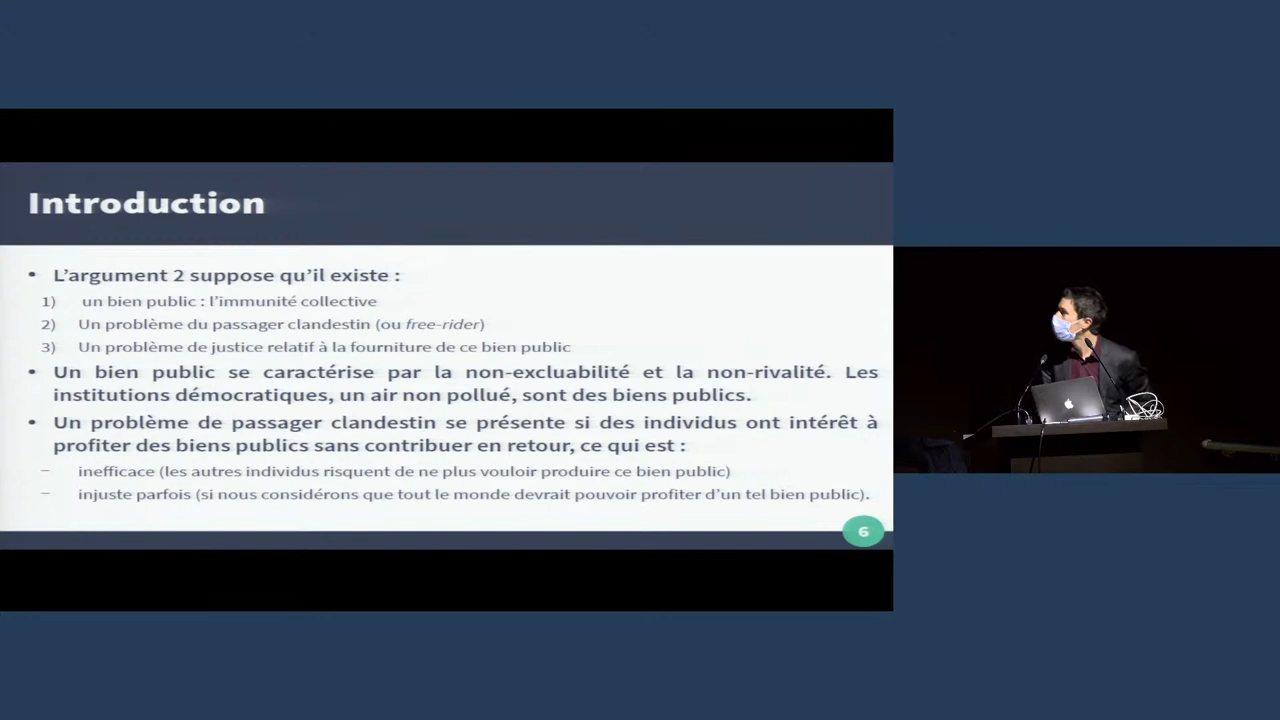 Introduction
• L’argument 2 suppose qu’il existe :
1) un bien public : l’immunité collective
2) Un problème du passager clandestin (ou free-rider)
3) Un problème de justice relatif à la fourniture de ce bien public
• Un bien public se caractérise par la non-excluabilité et la non-rivalité. Les
institutions démocratiques, un air non pollué, sont des biens publics.
• Un problème de passager clandestin se présente si des individus ont intérêt à
profiter des biens publics sans contribuer en retour, ce qui est :
– inefficace (les autres individus risquent de ne plus vouloir produire ce bien public)
– injuste parfois (si nous considérons que tout le monde devrait pouvoir profiter d’un tel bien public).
6